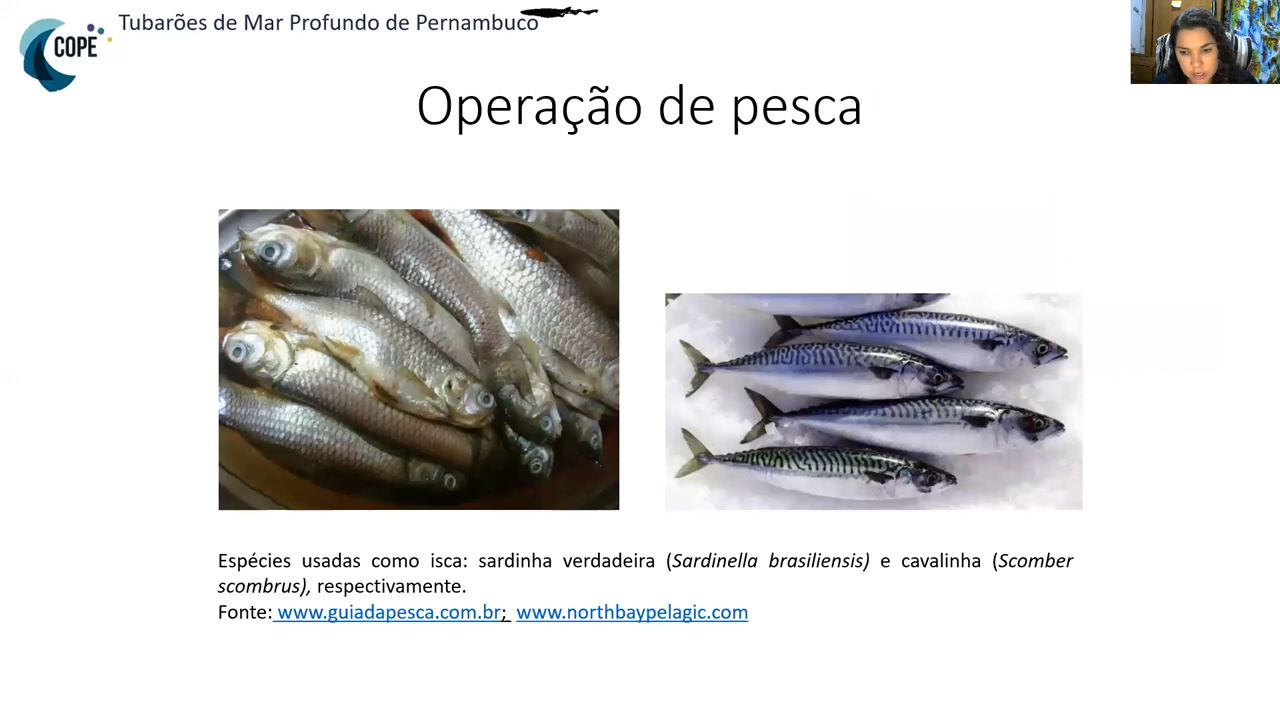 Tubarões de Mar Profundo de Pernambuco
COPE
Operação de pesca
Espécies usadas como isca: sardinha verdadeira (Sardinella brasiliensis) e cavalinha (Scomber
scombrus), respectivamente.
Fonte: www.guiadapesca.com.br; www.northbaypelagic.com